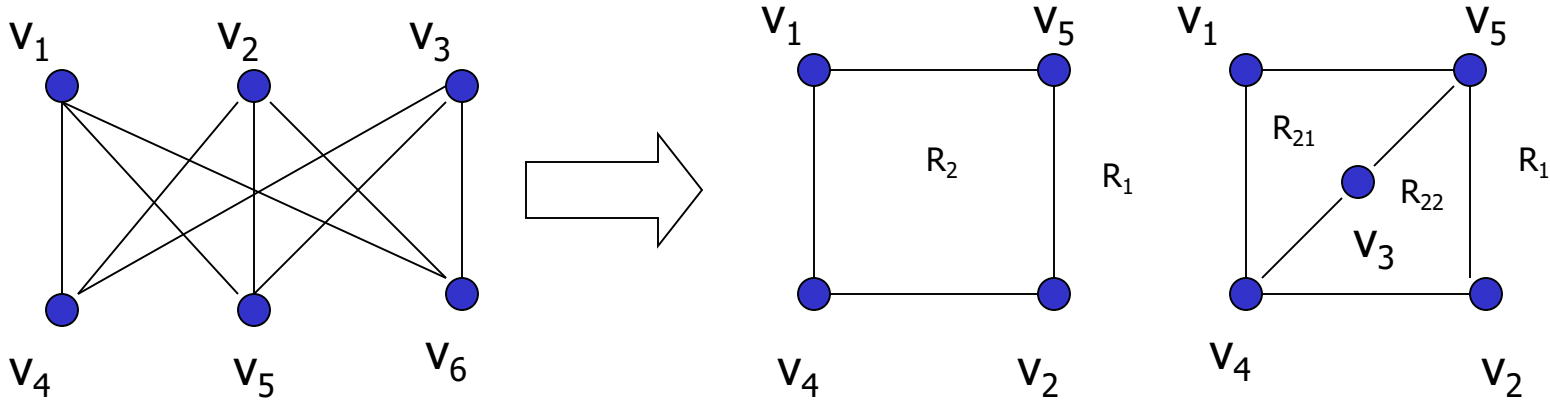 v₁ v₂ v₃
v₄ v₅ v₆
v₁ v₅
R₂ R₁
v₄ v₂
v₁ v₅
R₂₁ R₁
R₂₂
v₃
v₄ v₂